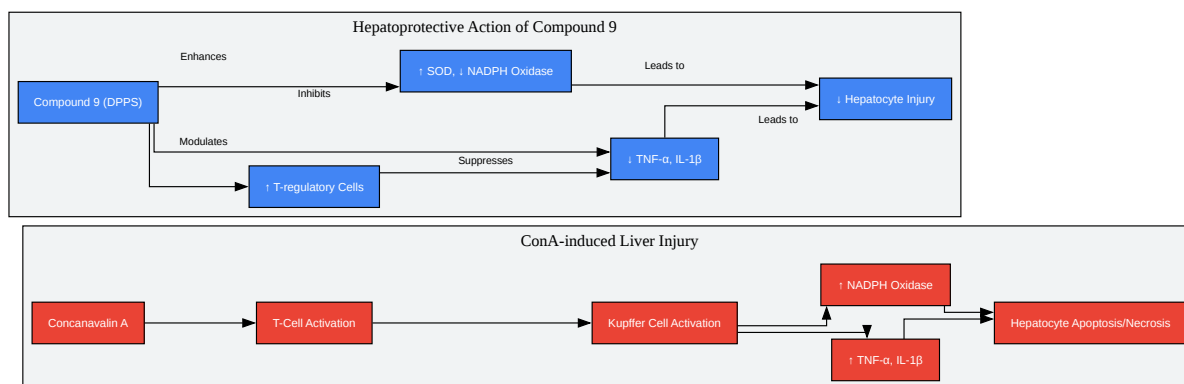 Hepatoprotective Action of Compound 9
Enhances
↑ SOD, ↓ NADPH Oxidase
Leads to
Compound 9 (DPPS)
Inhibits
↓ Hepatocyte Injury
Leads to
Modulates
Suppresses
↓ TNF-α, IL-1β
↑ T-regulatory Cells
ConA-induced Liver Injury
↑ NADPH Oxidase
Concanavalin A
T-Cell Activation
Kupffer Cell Activation
Hepatocyte Apoptosis/Necrosis
↑ TNF-α, IL-1β